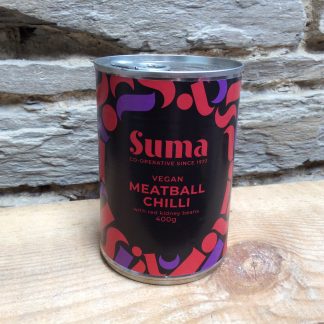 Suma
CO-OPERATIVE SINCE 1977
VEGAN
MEATBALL
CHILLI
with red kidney beans
400g